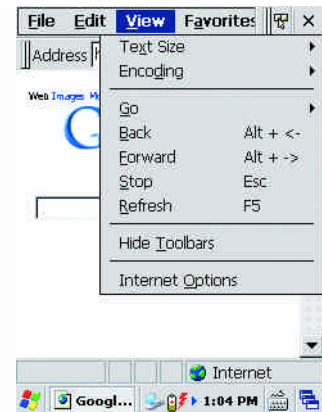 File Edit View Favorites
Address
Text Size
Encoding
Web Images
Go
Back Alt + <-
Forward Alt + ->
Stop Esc
Refresh F5
Hide Toolbars
Internet Options
Internet
Googl... 1:04 PM